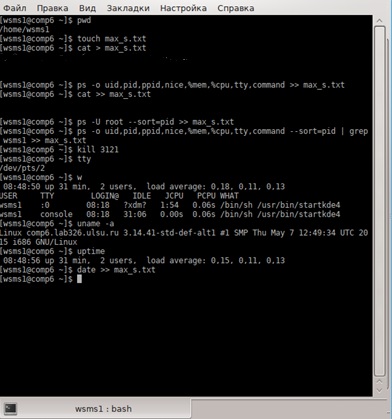 Файл Правка Вид Закладки Настройка Справка
[wsms1@comp6 ~]$ pwd
/home/wsms1
[wsms1@comp6 ~]$ touch max_s.txt
[wsms1@comp6 ~]$ cat > max_s.txt
[wsms1@comp6 ~]$ ps -o uid,pid,ppid,nice,%mem,%cpu,tty,command >> max_s.txt
[wsms1@comp6 ~]$ cat >> max_s.txt
[wsms1@comp6 ~]$ ps -U root --sort=pid >> max_s.txt
[wsms1@comp6 ~]$ ps -o uid,pid,ppid,nice,%mem,%cpu,tty,command --sort=pid | grep
wsms1 >> max_s.txt
[wsms1@comp6 ~]$ kill 3121
[wsms1@comp6 ~]$ tty
/dev/pts/2
[wsms1@comp6 ~]$ w
08:48:50 up 31 min, 2 users, load average: 0,18, 0,11, 0,13
USER TTY LOGIN@ IDLE JCPU PCPU WHAT
wsms1 :0 08:18 ?xdm? 1:54 0.06s /bin/sh /usr/bin/startkde4
wsms1 console 08:18 31:06 0.00s 0.06s /bin/sh /usr/bin/startkde4
[wsms1@comp6 ~]$ uname -a
Linux comp6.lab326.ulsu.ru 3.14.41-std-def-alt1 #1 SMP Thu May 7 12:49:34 UTC 20
15 i686 GNU/Linux
[wsms1@comp6 ~]$ uptime
08:48:56 up 31 min, 2 users, load average: 0,15, 0,11, 0,13
[wsms1@comp6 ~]$ date >> max_s.txt
[wsms1@comp6 ~]$
wsms1 : bash